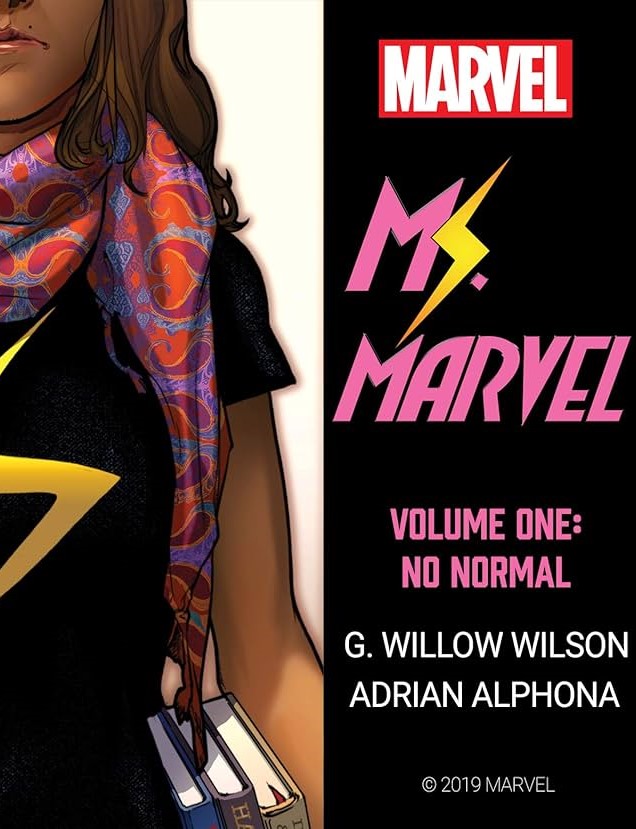 MARVEL
MS.
MARVEL
VOLUME ONE:
NO NORMAL
G. WILLOW WILSON
ADRIAN ALPHONA
© 2019 MARVEL